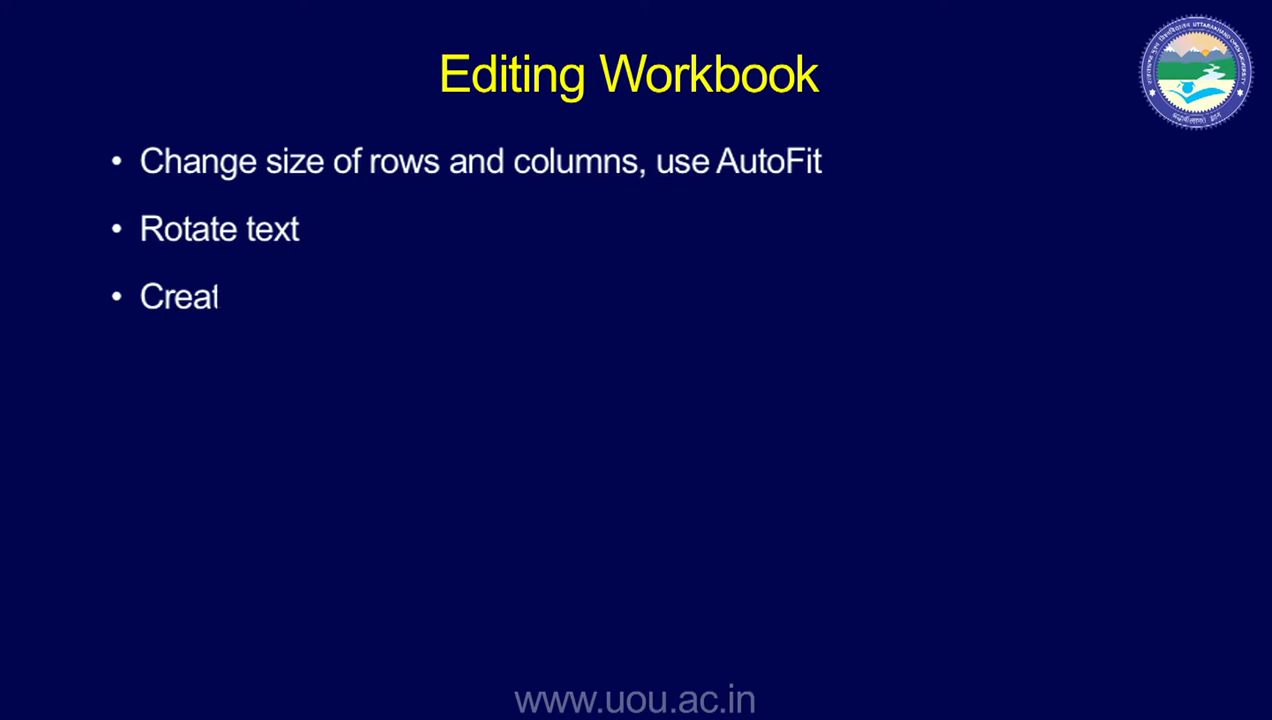 Editing Workbook
• Change size of rows and columns, use AutoFit
• Rotate text
• Creat
www.uou.ac.in